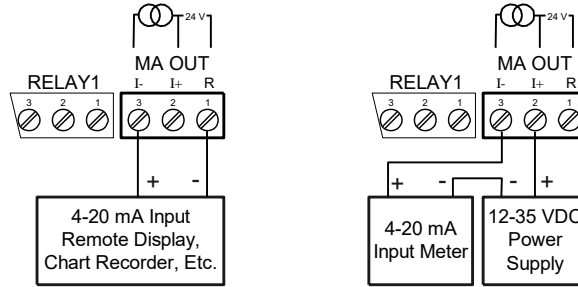 24 V
MA OUT
RELAY1 I- I+ R
3 2 1 3 2 1
+ -
4-20 mA Input
Remote Display,
Chart Recorder, Etc.
24 V
MA OUT
RELAY1 I- I+ R
3 2 1 3 2 1
+ - - +
4-20 mA
Input Meter
12-35 VDC
Power
Supply